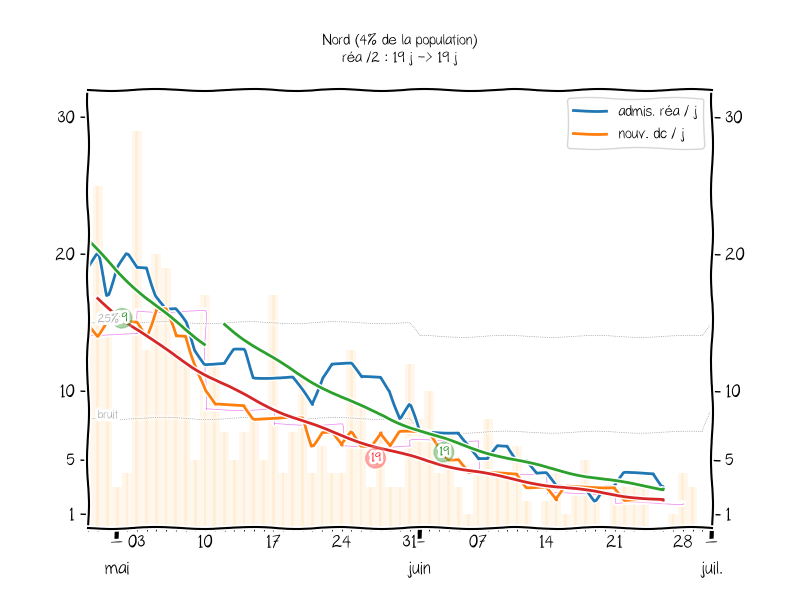 Nord (4% de la population)
réa /2 : 19 j -> 19 j
admis. réa / j
nouv. dc / j
30
30
20
20
25%
9
10
10
bruit
19
19
5
5
1
1
03
10
17
24
31
07
14
21
28
mai
juin
juil.